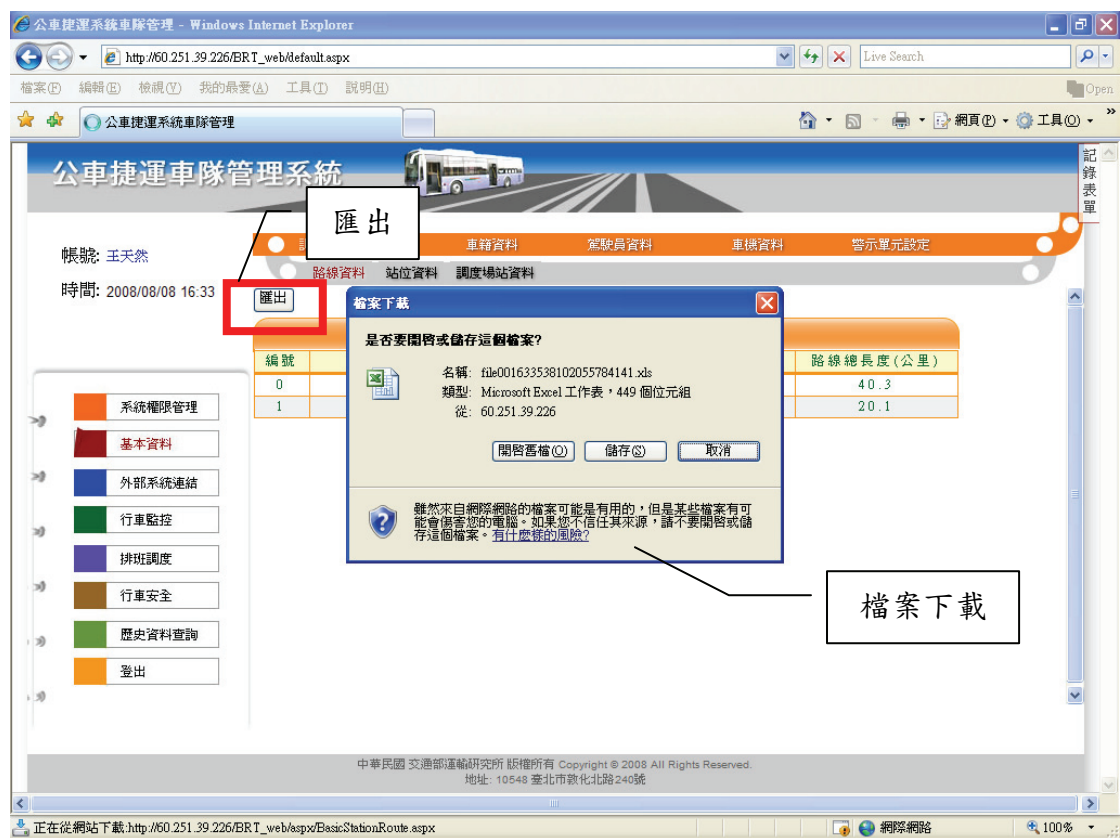 公車捷運系統車隊管理 - Windows Internet Explorer
http://60.251.39.226/BRT_web/default.aspx
Live Search
檔案(F) 編輯(E) 檢視(V) 我的最愛(A) 工具(T) 說明(H)
Open
公車捷運系統車隊管理
網頁(P) 工具(O) »
公車捷運車隊管理系統
記錄表單
匯出
帳號: 王天然
時間: 2008/08/08 16:33
車籍資料 駕駛員資料 車機資料 警示單元設定
路線資料 站位資料 調度場站資料
匯出
編號 路線總長度(公里)
0 40.3
1 20.1
檔案下載
是否要開啟或儲存這個檔案?
名稱: file001633538102055784141.xls
類型: Microsoft Excel 工作表，449 個位元組
從: 60.251.39.226
開啟舊檔(O) 儲存(S) 取消
雖然來自網際網路的檔案可能是有用的，但是某些檔案有可
能會傷害您的電腦。如果您不信任其來源，請不要開啟或儲
存這個檔案。有什麼樣的風險?
檔案下載
系統權限管理
基本資料
外部系統連結
行車監控
排班調度
行車安全
歷史資料查詢
登出
中華民國 交通部運輸研究所 版權所有 Copyright © 2008 All Rights Reserved.
地址: 10548 臺北市敦化北路240號
正在從網站下載:http://60.251.39.226/BRT_web/aspx/BasicStationRoute.aspx
網際網路 100%